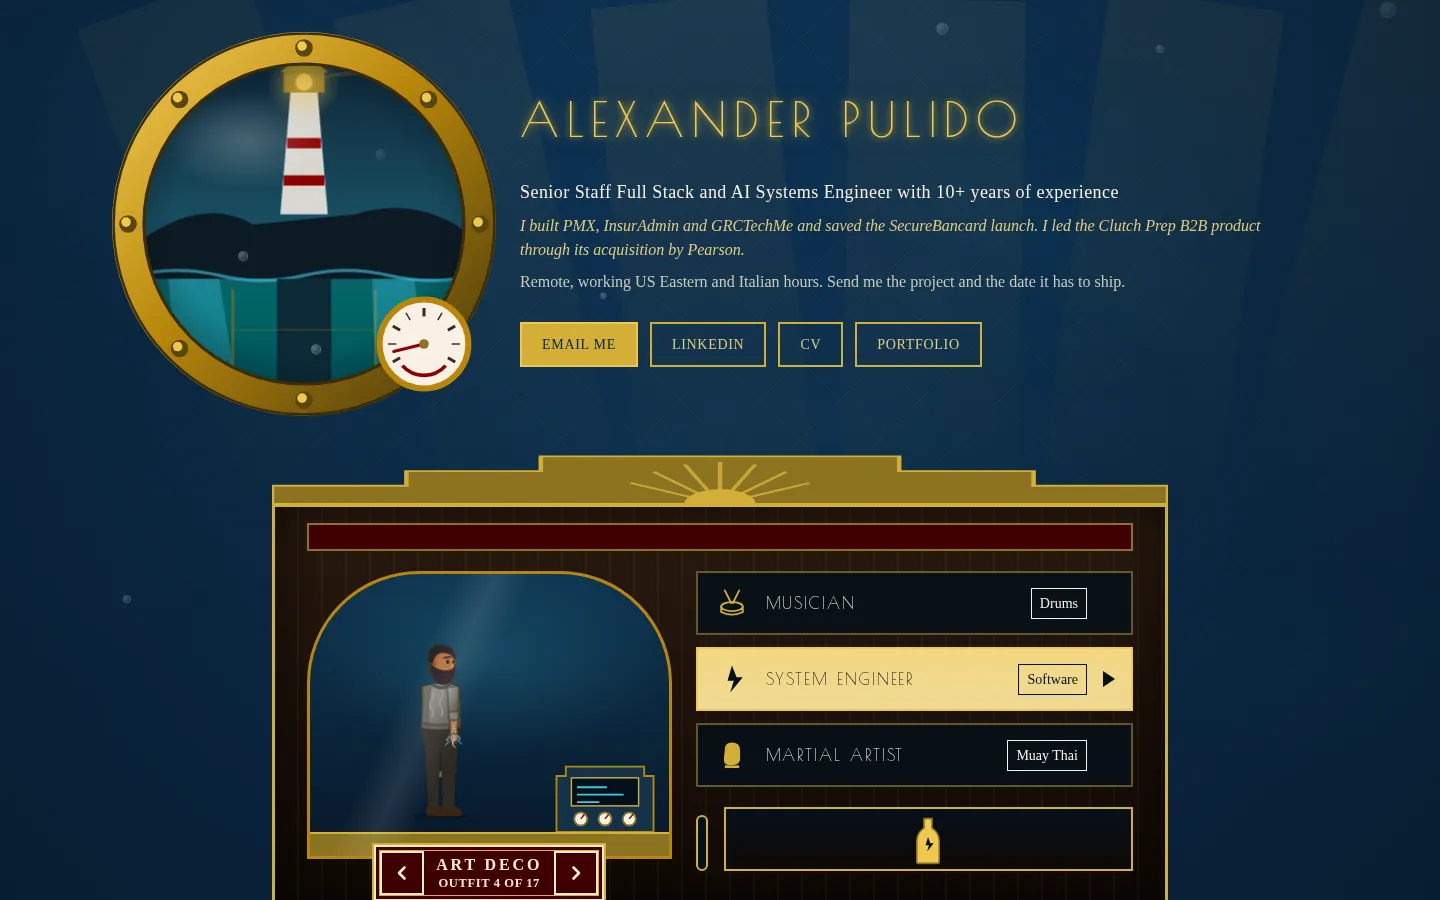 ALEXANDER PULIDO
Senior Staff Full Stack and AI Systems Engineer with 10+ years of experience
I built PMX, InsurAdmin and GRCTechMe and saved the SecureBancard launch. I led the Clutch Prep B2B product
through its acquisition by Pearson.
Remote, working US Eastern and Italian hours. Send me the project and the date it has to ship.
EMAIL ME
LINKEDIN
CV
PORTFOLIO
MUSICIAN
Drums
SYSTEM ENGINEER
Software
MARTIAL ARTIST
Muay Thai
ART DECO
OUTFIT 4 OF 17